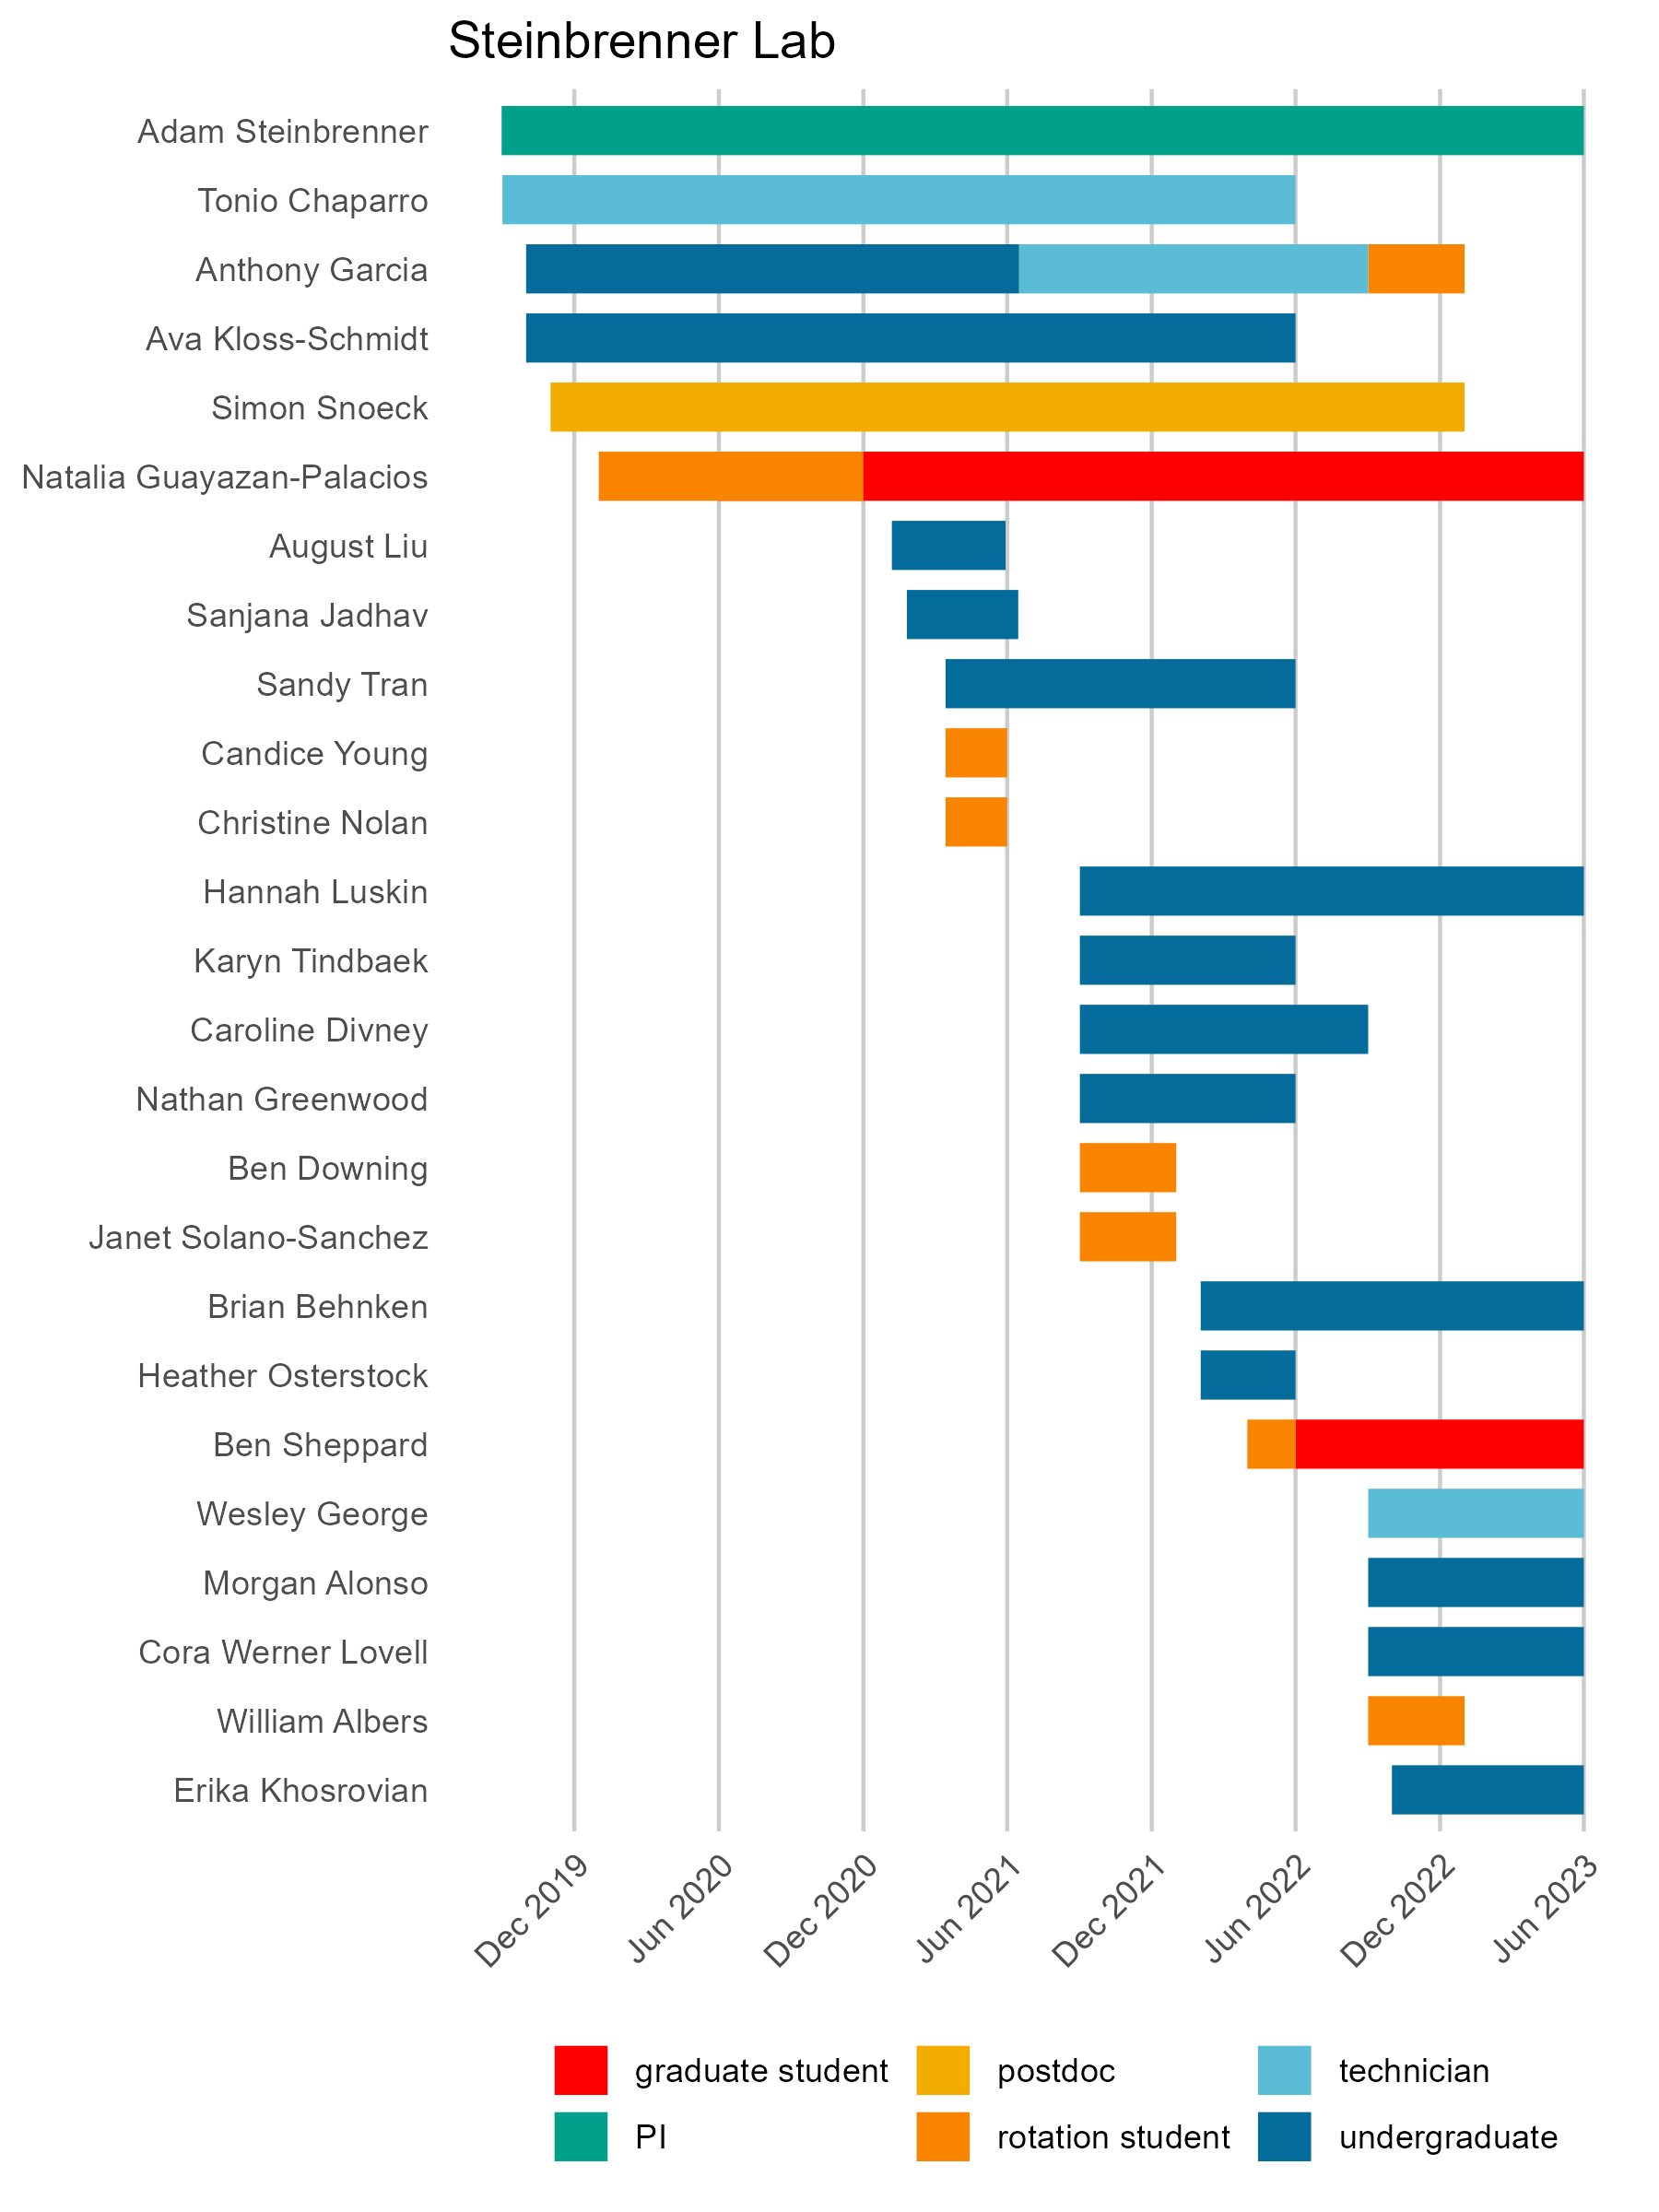 Steinbrenner Lab
Adam Steinbrenner
Tonio Chaparro
Anthony Garcia
Ava Kloss-Schmidt
Simon Snoeck
Natalia Guayazan-Palacios
August Liu
Sanjana Jadhav
Sandy Tran
Candice Young
Christine Nolan
Hannah Luskin
Karyn Tindbaek
Caroline Divney
Nathan Greenwood
Ben Downing
Janet Solano-Sanchez
Brian Behnken
Heather Osterstock
Ben Sheppard
Wesley George
Morgan Alonso
Cora Werner Lovell
William Albers
Erika Khosrovian
Dec 2019
Jun 2020
Dec 2020
Jun 2021
Dec 2021
Jun 2022
Dec 2022
Jun 2023
graduate student
postdoc
technician
PI
rotation student
undergraduate